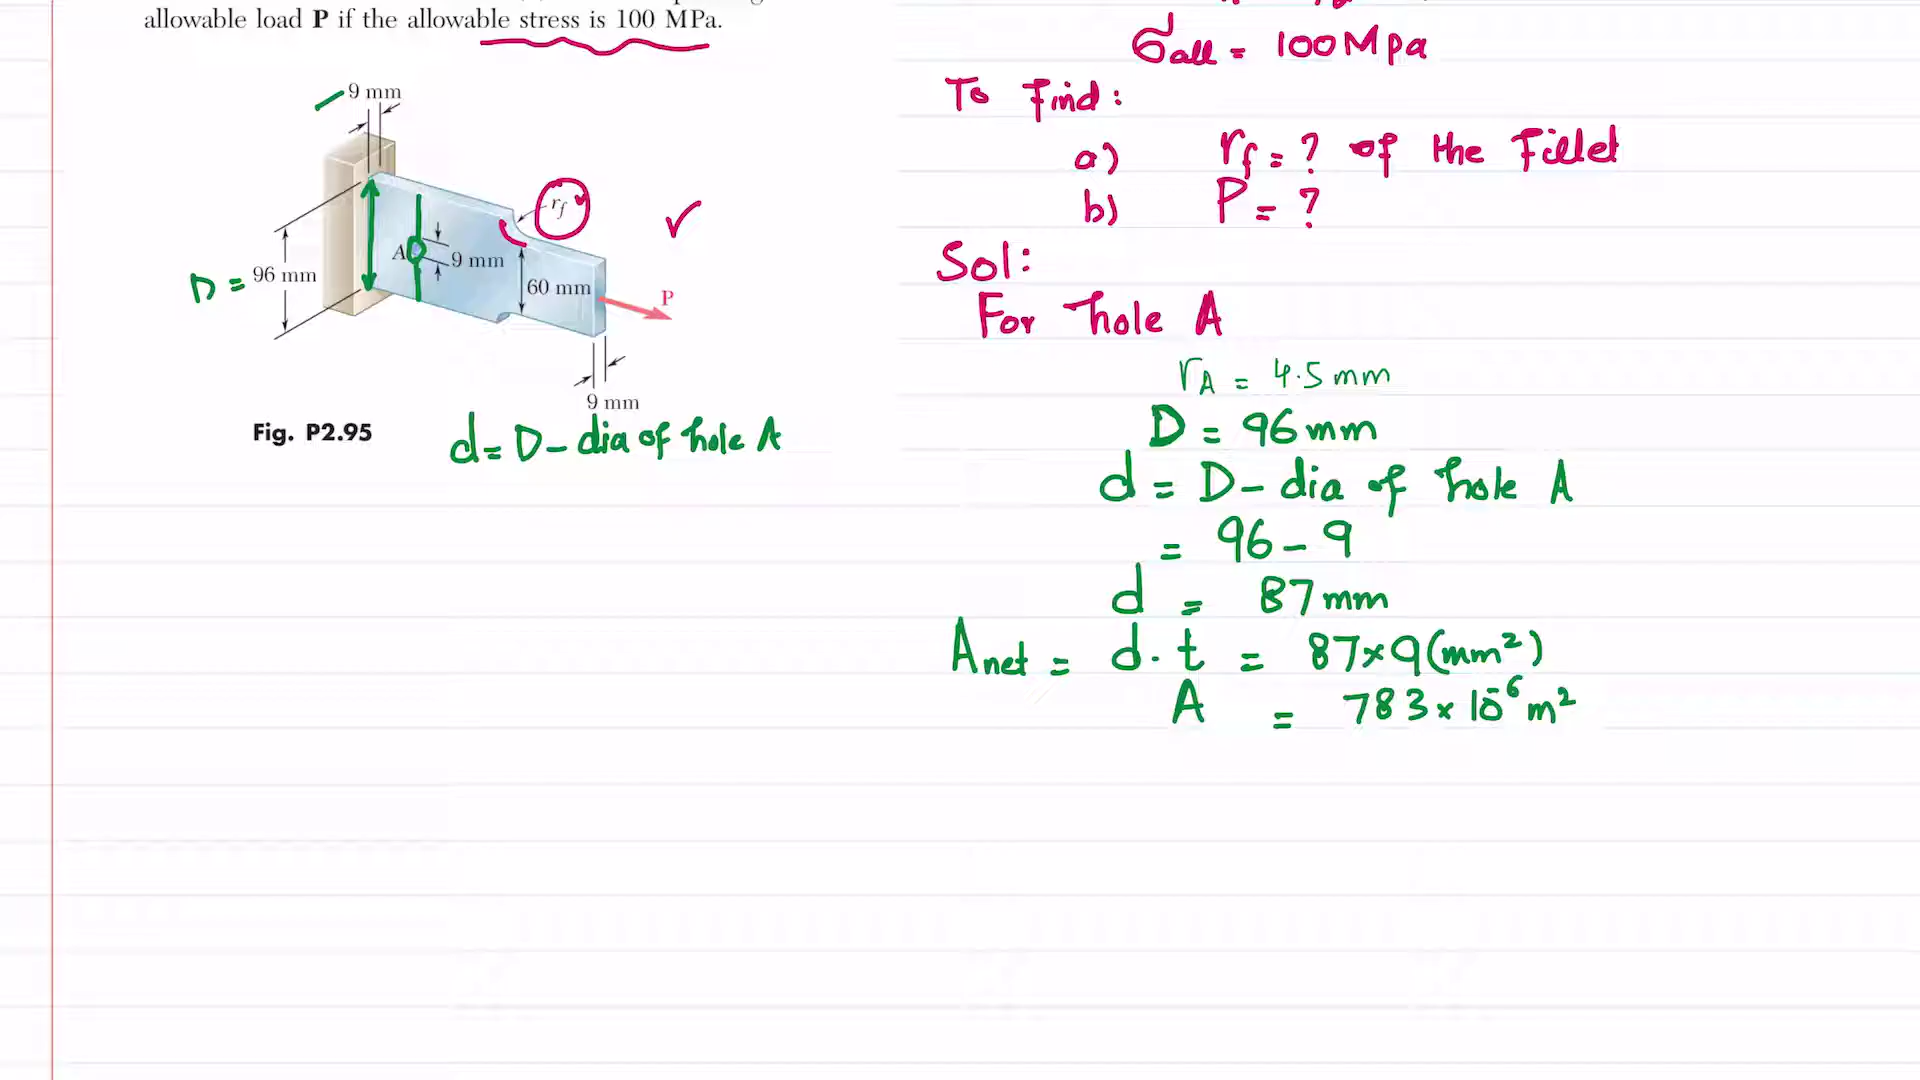 allowable load P if the allowable stress is 100 MPa.
9 mm
rf
A
9 mm
D = 96 mm
60 mm
P
9 mm
Fig. P2.95
d = D - dia of hole A
σall = 100 Mpa
To Find:
a) rf = ? of the Fillet
b) P = ?
Sol:
For hole A
rA = 4.5 mm
D = 96 mm
d = D - dia of hole A
= 96 - 9
d = 87 mm
Anet = d. t = 87 × 9 (mm²)
A = 783 × 10⁻⁶ m²